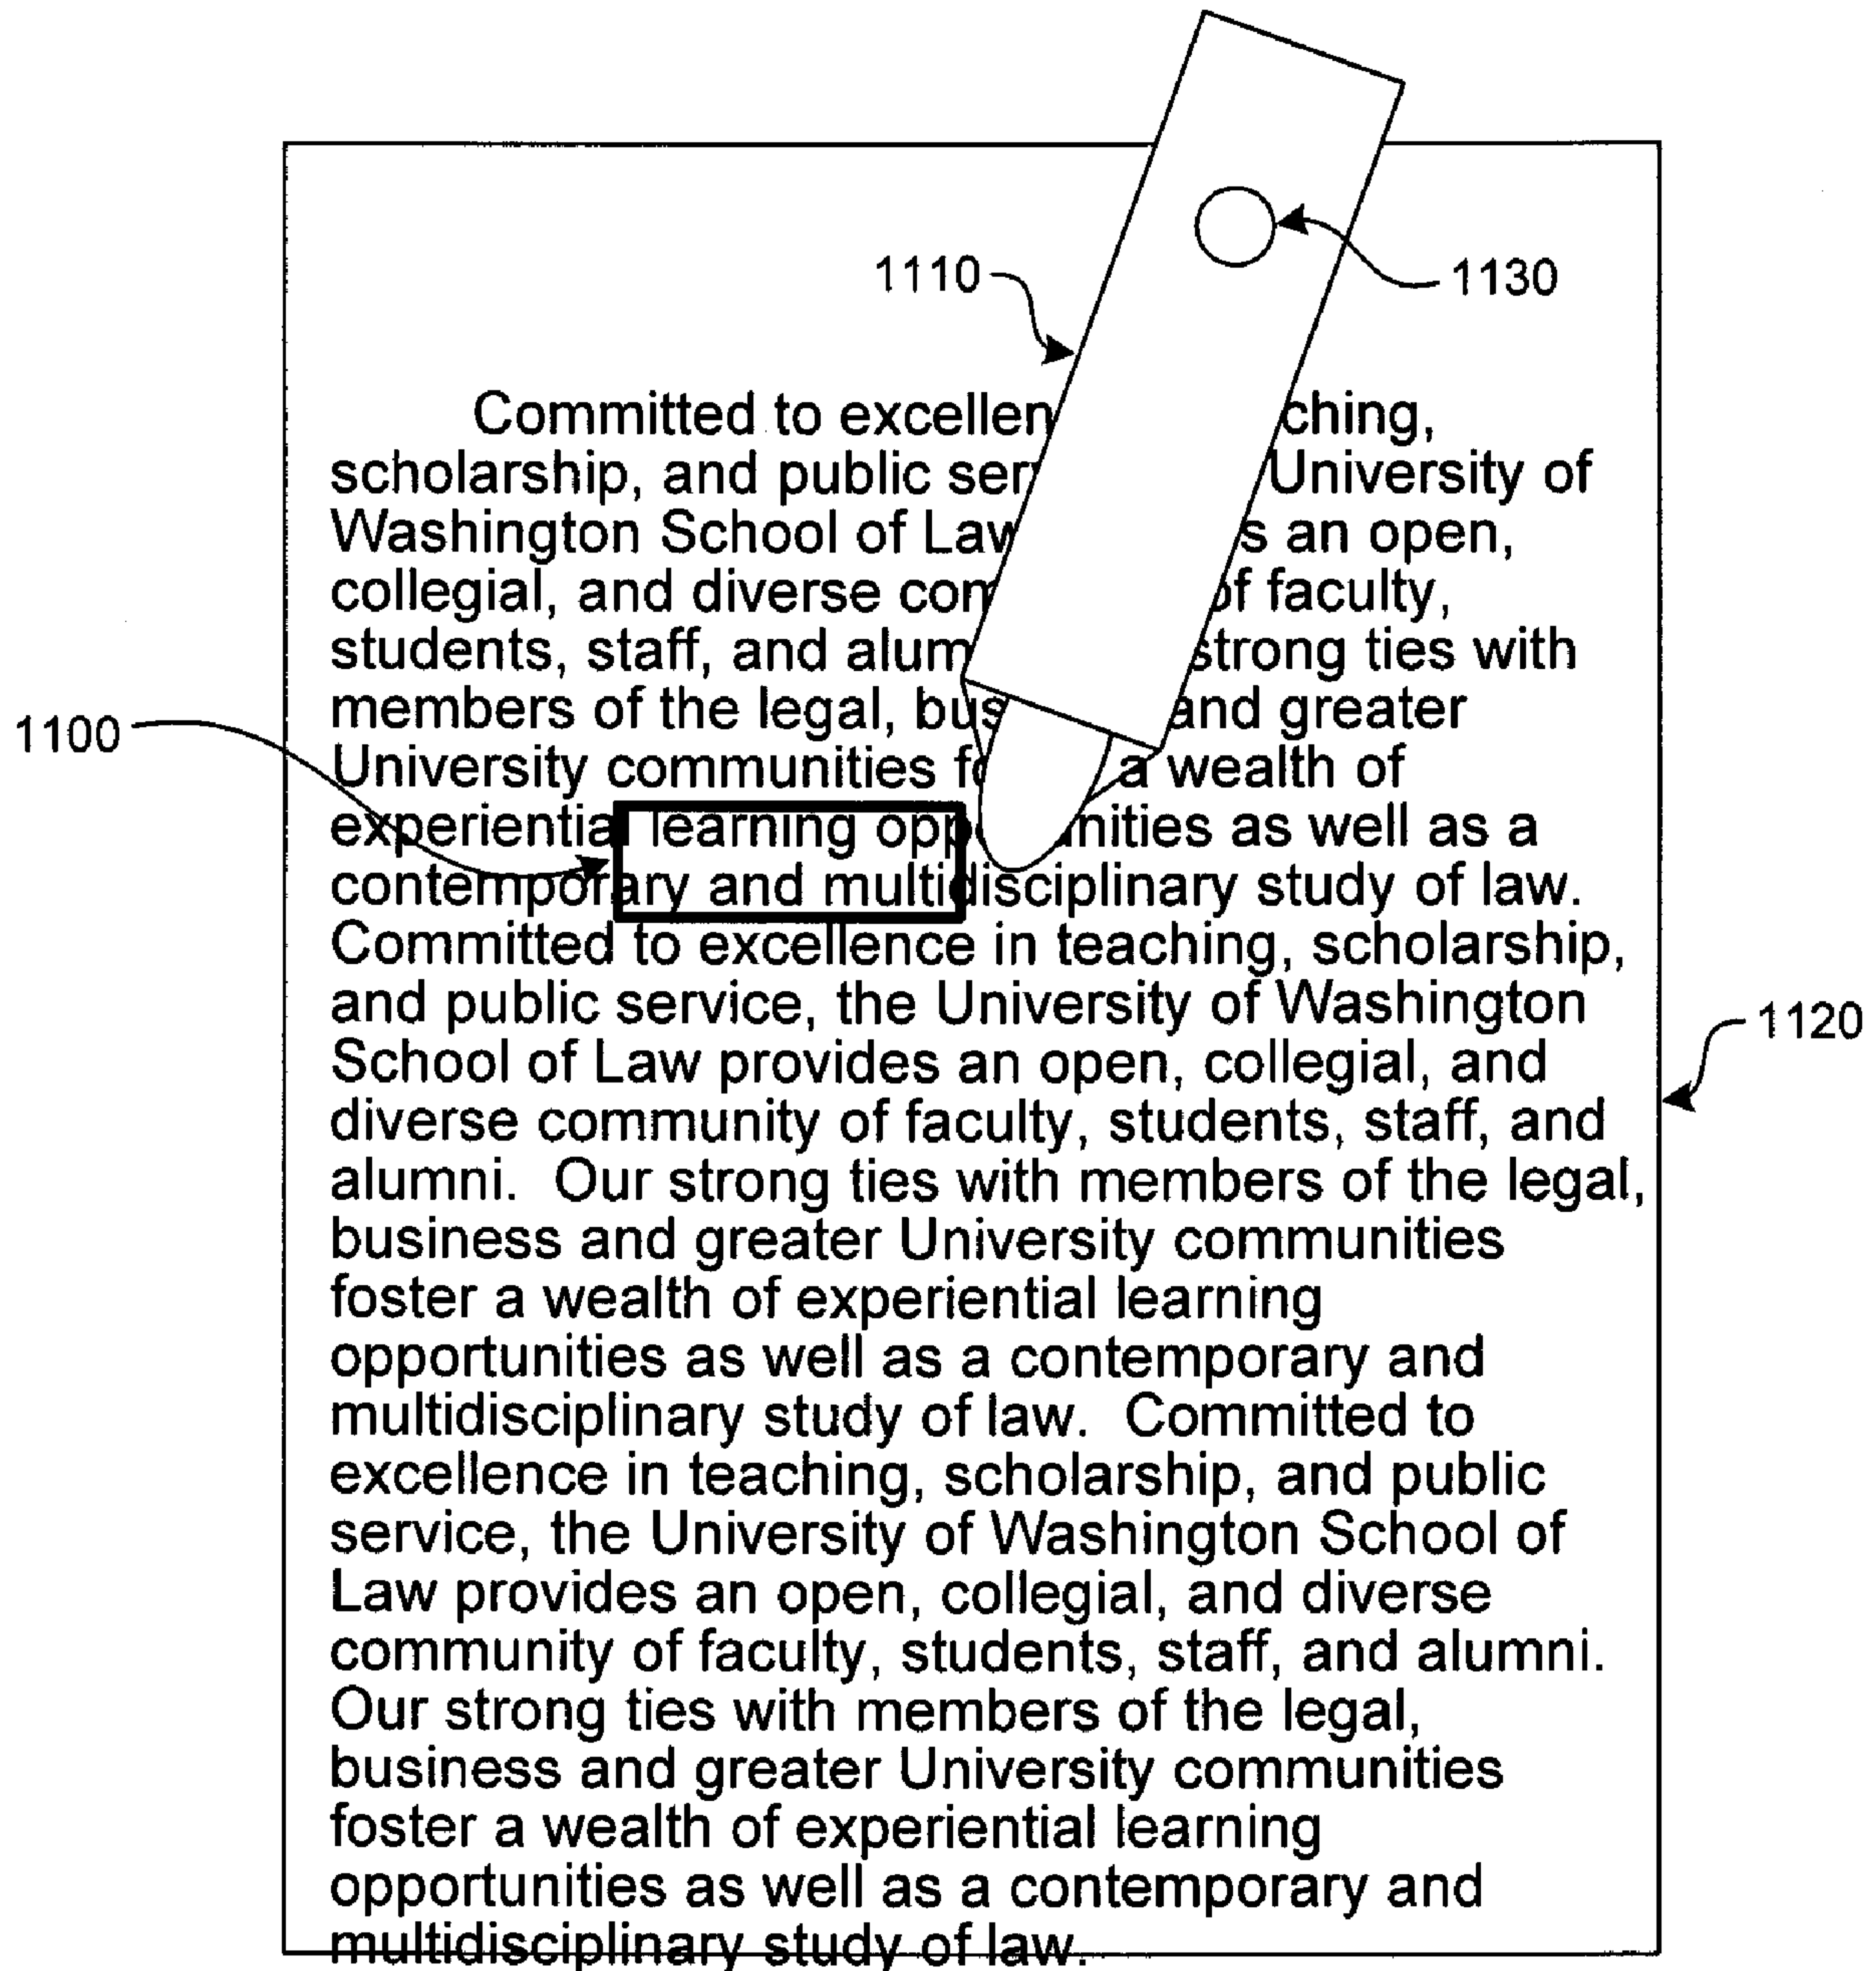 1110
1130
Committed to excellen ching,
scholarship, and public ser University of
Washington School of Law s an open,
collegial, and diverse com of faculty,
students, staff, and alum strong ties with
members of the legal, bus and greater
1100
University communities fo a wealth of
experiential learning opp nities as well as a
contemporary and multidisciplinary study of law.
Committed to excellence in teaching, scholarship,
and public service, the University of Washington
1120
School of Law provides an open, collegial, and
diverse community of faculty, students, staff, and
alumni. Our strong ties with members of the legal,
business and greater University communities
foster a wealth of experiential learning
opportunities as well as a contemporary and
multidisciplinary study of law. Committed to
excellence in teaching, scholarship, and public
service, the University of Washington School of
Law provides an open, collegial, and diverse
community of faculty, students, staff, and alumni.
Our strong ties with members of the legal,
business and greater University communities
foster a wealth of experiential learning
opportunities as well as a contemporary and
multidisciplinary study of law.